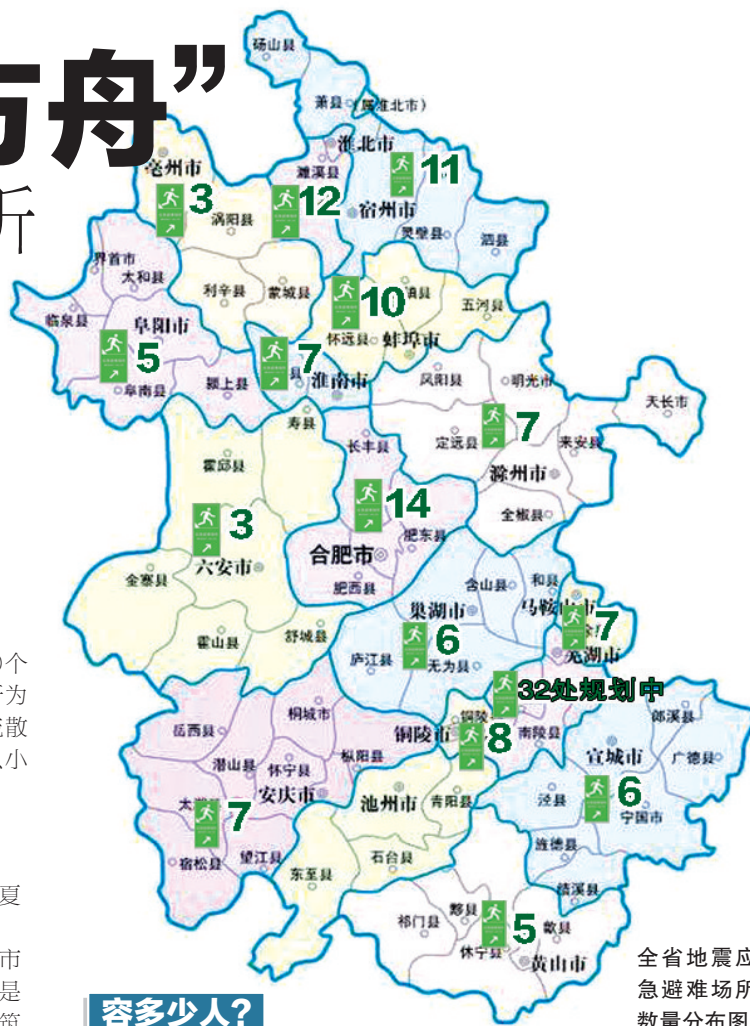 方舟”
所
砀山县
萧县
(属淮北市)
淮北市
亳州市
濉溪县
11
3
12
宿州市
涡阳县
灵璧县
泗县
界首市
太和县
利辛县
蒙城县
10
镇县
五河县
临泉县
阜阳市
怀远县
蚌埠市
5
7
县
淮南市
凤阳县
明光市
阜南县
颍上县
天长市
寿县
7
长丰县
定远县
来安县
霍邱县
滁州市
14
全椒县
3
肥东县
合肥市
六安市
金寨县
肥西县
含山县
和县
巢湖市
马鞍山市
7
霍山县
舒城县
6
芜湖市
庐江县
无为县
个
行为
散
小
32处规划中
桐城市
铜陵
郎溪县
岳西县
铜陵市
8
南陵县
宣城市
枞阳县
广德县
潜山县
怀宁县
太
安庆市
池州市
青阳县
泾县
6
7
宁国市
宿松县
望江县
石台县
旌德县
东至县
绩溪县
夏
黟县
5
歙县
祁门县
休宁县
黄山市
市
是
筑
容多少人?
全省地震应
急避难场所
数量分布图